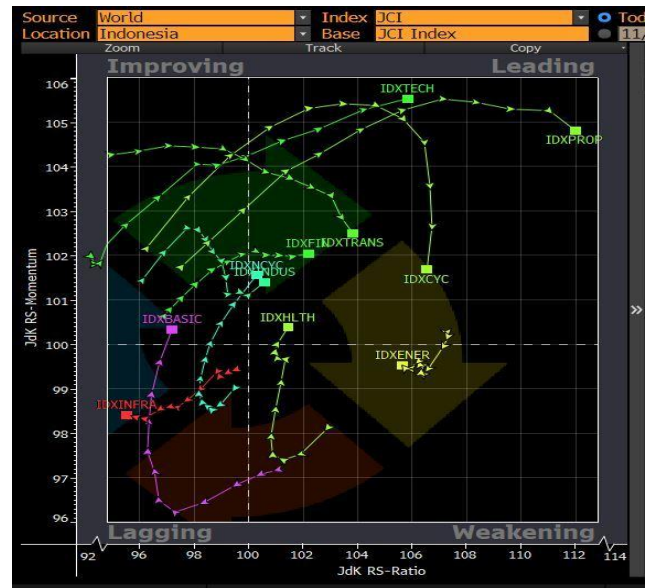 Source World Index JCI Tod
Location Indonesia Base JCI Index 11/
Zoom Track Copy
Improving Leading
106
IDXTECH
105
IDXPROP
104
103
IDXFIN IDXTRANS
102
IDXNCYC
IDXCYC
101
IDXBASIC IDXHLTH
100
IDXENER
99
IDXINFRA
98
97
96
Lagging Weakening
92 96 98 100 102 104 106 108 110 112 114
JdK RS-Ratio
JdK RS-Momentum
»